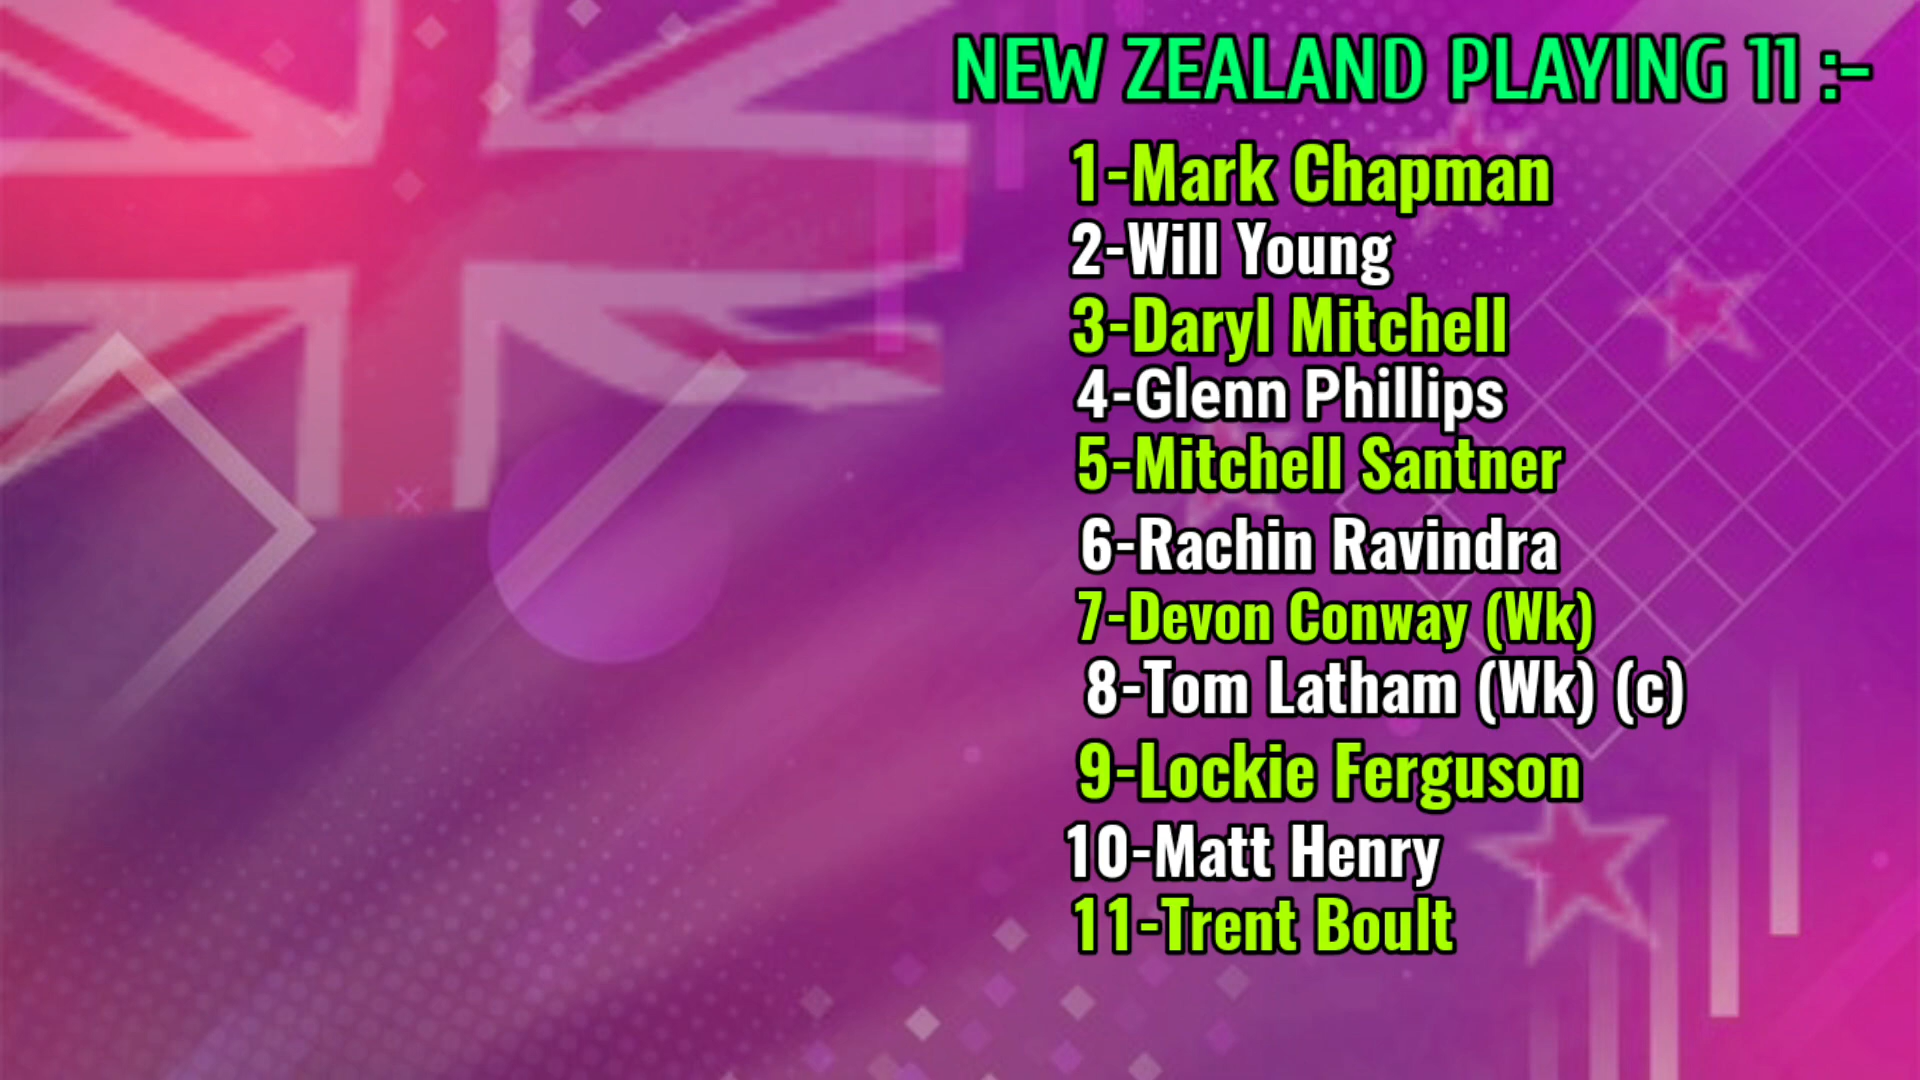 NEW ZEALAND PLAYING 11 :-
1-Mark Chapman
2-Will Young
3-Daryl Mitchell
4-Glenn Phillips
5-Mitchell Santner
6-Rachin Ravindra
7-Devon Conway (Wk)
8-Tom Latham (Wk) (c)
9-Lockie Ferguson
10-Matt Henry
11-Trent Boult